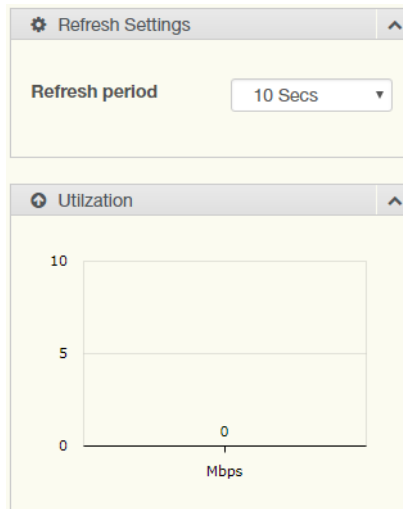 Refresh Settings
Refresh period
10 Secs
Utilzation
10
5
0
0
Mbps